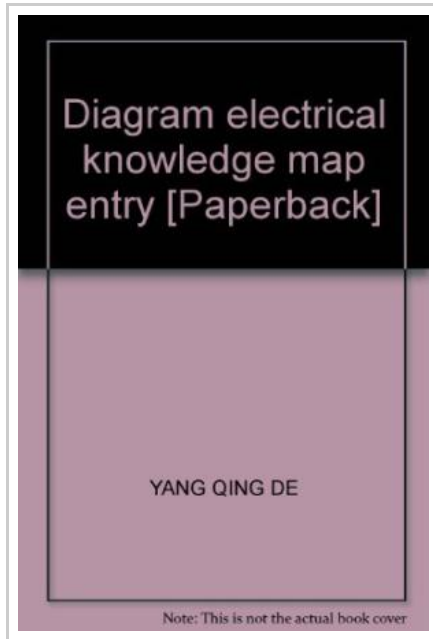 Diagram electrical
knowledge map
entry [Paperback]
YANG QING DE
Note: This is not the actual book cover